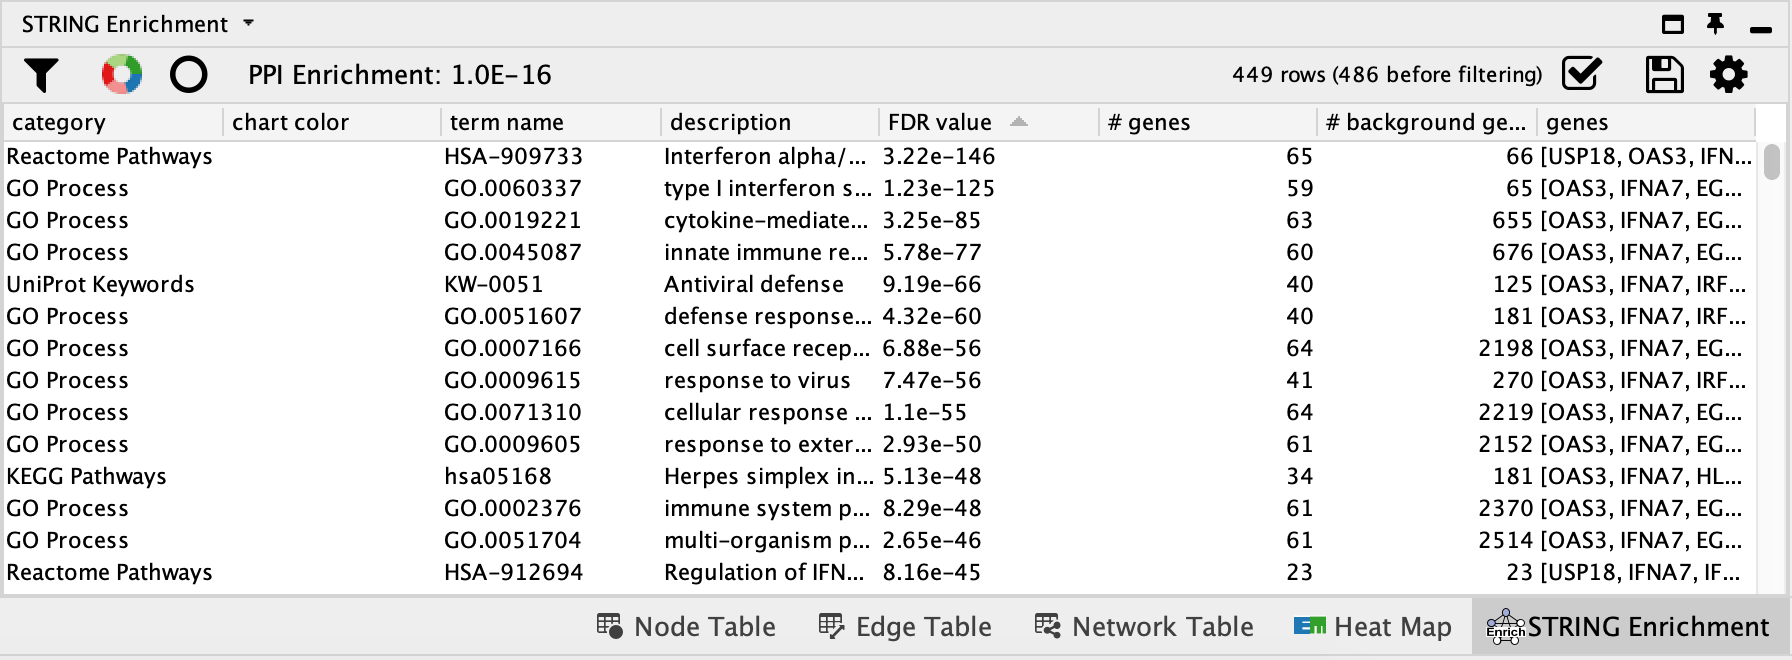 STRING Enrichment
PPI Enrichment: 1.0E-16 449 rows (486 before filtering)
category chart color term name description FDR value # genes # background ge... genes
Reactome Pathways HSA-909733 Interferon alpha/... 3.22e-146 65 66 [USP18, OAS3, IFN...
GO Process GO.0060337 type I interferon s... 1.23e-125 59 65 [OAS3, IFNA7, EG...
GO Process GO.0019221 cytokine-mediate... 3.25e-85 63 655 [OAS3, IFNA7, EG...
GO Process GO.0045087 innate immune re... 5.78e-77 60 676 [OAS3, IFNA7, EG...
UniProt Keywords KW-0051 Antiviral defense 9.19e-66 40 125 [OAS3, IFNA7, IRF...
GO Process GO.0051607 defense response... 4.32e-60 40 181 [OAS3, IFNA7, IRF...
GO Process GO.0007166 cell surface recep... 6.88e-56 64 2198 [OAS3, IFNA7, EG...
GO Process GO.0009615 response to virus 7.47e-56 41 270 [OAS3, IFNA7, IRF...
GO Process GO.0071310 cellular response ... 1.1e-55 64 2219 [OAS3, IFNA7, EG...
GO Process GO.0009605 response to exter... 2.93e-50 61 2152 [OAS3, IFNA7, EG...
KEGG Pathways hsa05168 Herpes simplex in... 5.13e-48 34 181 [OAS3, IFNA7, HL...
GO Process GO.0002376 immune system p... 8.29e-48 61 2370 [OAS3, IFNA7, EG...
GO Process GO.0051704 multi-organism p... 2.65e-46 61 2514 [OAS3, IFNA7, EG...
Reactome Pathways HSA-912694 Regulation of IFN... 8.16e-45 23 23 [USP18, IFNA7, IF...
Node Table Edge Table Network Table Em Heat Map Enrich STRING Enrichment